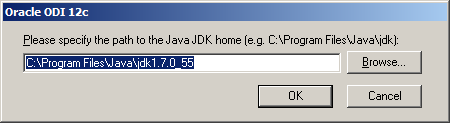 Oracle ODI 12c
Please specify the path to the Java JDK home (e.g. C:\Program Files\Java\jdk):
C:\Program Files\Java\jdk1.7.0_55
Browse...
OK
Cancel